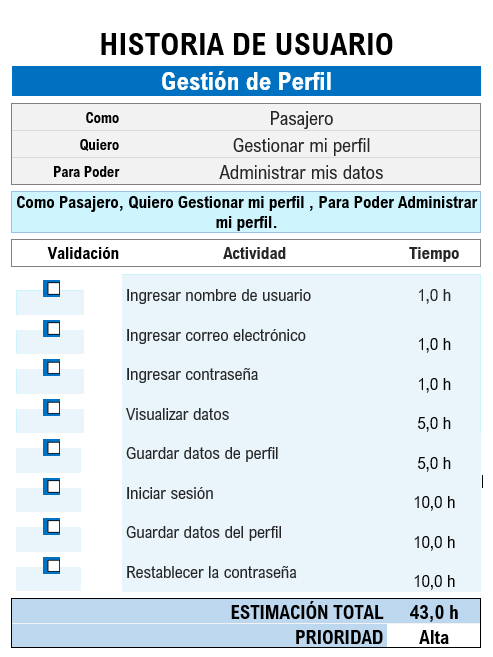 HISTORIA DE USUARIO
Gestión de Perfil
Como Pasajero
Quiero Gestionar mi perfil
Para Poder Administrar mis datos
Como Pasajero, Quiero Gestionar mi perfil , Para Poder Administrar
mi perfil.
Validación Actividad Tiempo
Ingresar nombre de usuario 1,0 h
Ingresar correo electrónico 1,0 h
Ingresar contraseña 1,0 h
Visualizar datos 5,0 h
Guardar datos de perfil 5,0 h
Iniciar sesión 10,0 h
Guardar datos del perfil 10,0 h
Restablecer la contraseña 10,0 h
ESTIMACIÓN TOTAL 43,0 h
PRIORIDAD Alta